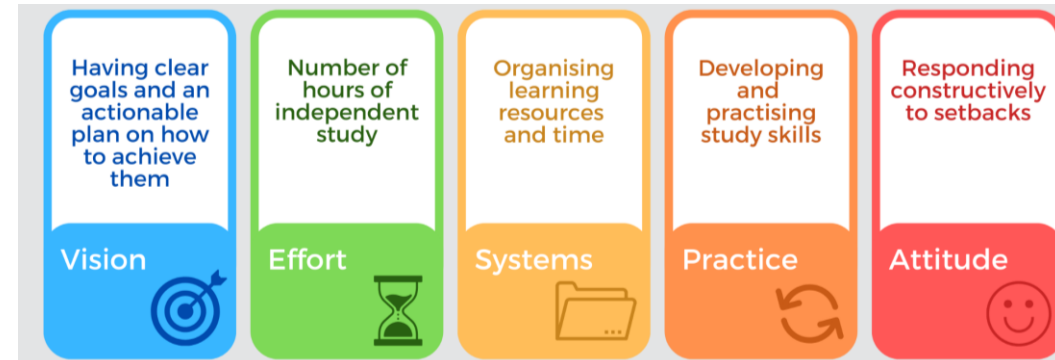 Having clear
goals and an
actionable
plan on how
to achieve
them
Vision
Number of
hours of
independent
study
Effort
Organising
learning
resources
and time
Systems
Developing
and
practising
study skills
Practice
Responding
constructively
to setbacks
Attitude